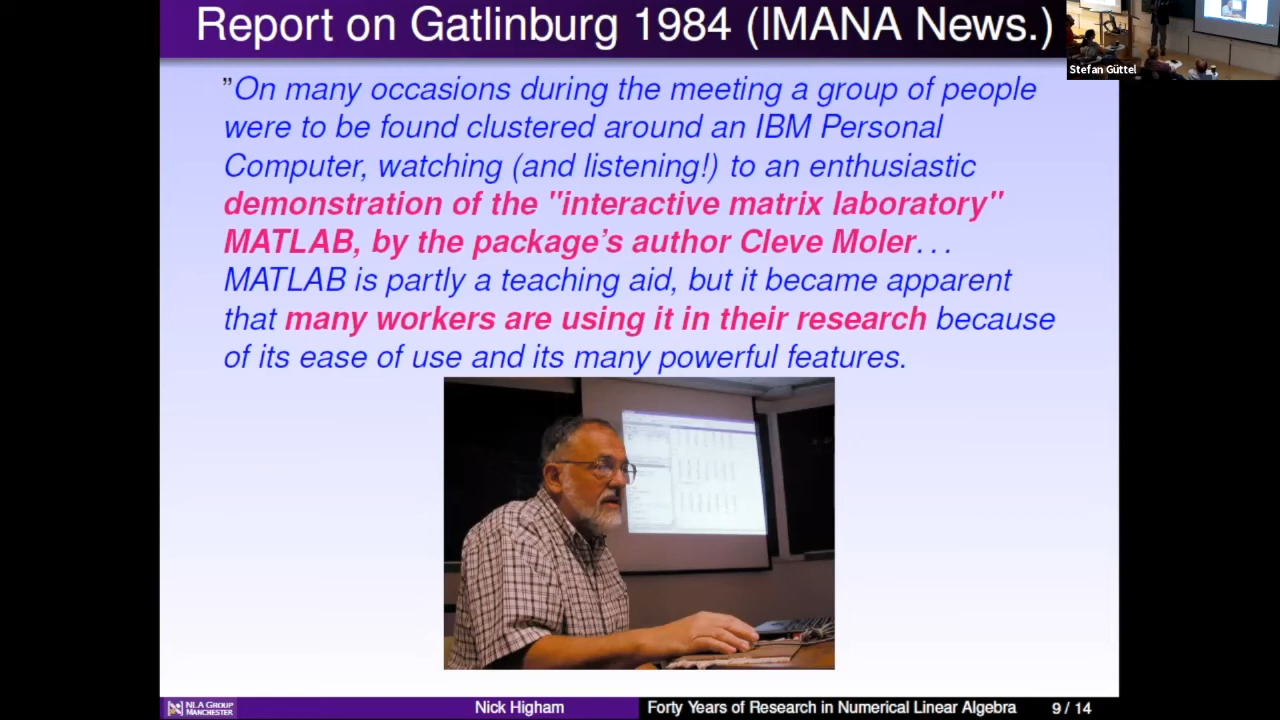 Report on Gatlinburg 1984 (IMANA News.)
Stefan Güttel
"On many occasions during the meeting a group of people
were to be found clustered around an IBM Personal
Computer, watching (and listening!) to an enthusiastic
demonstration of the "interactive matrix laboratory"
MATLAB, by the package's author Cleve Moler. . .
MATLAB is partly a teaching aid, but it became apparent
that many workers are using it in their research because
of its ease of use and its many powerful features.
NLA GROUP
MANCHESTER
Nick Higham
Forty Years of Research in Numerical Linear Algebra
9 / 14